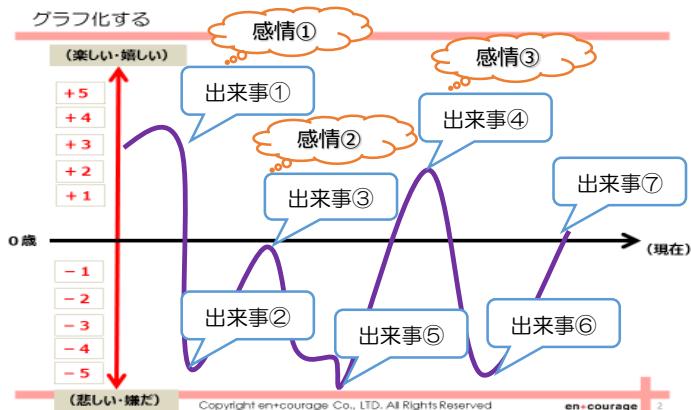 グラフ化する
（楽しい・嬉しい）
感情①
感情③
＋５
＋４
＋３
＋２
＋１
出来事①
感情②
出来事④
出来事③
出来事⑦
０歳
（現在）
－１
－２
－３
－４
－５
出来事②
出来事⑤
出来事⑥
（悲しい・嫌だ）
Copyright en+courage Co., LTD. All Rights Reserved
en+courage
2